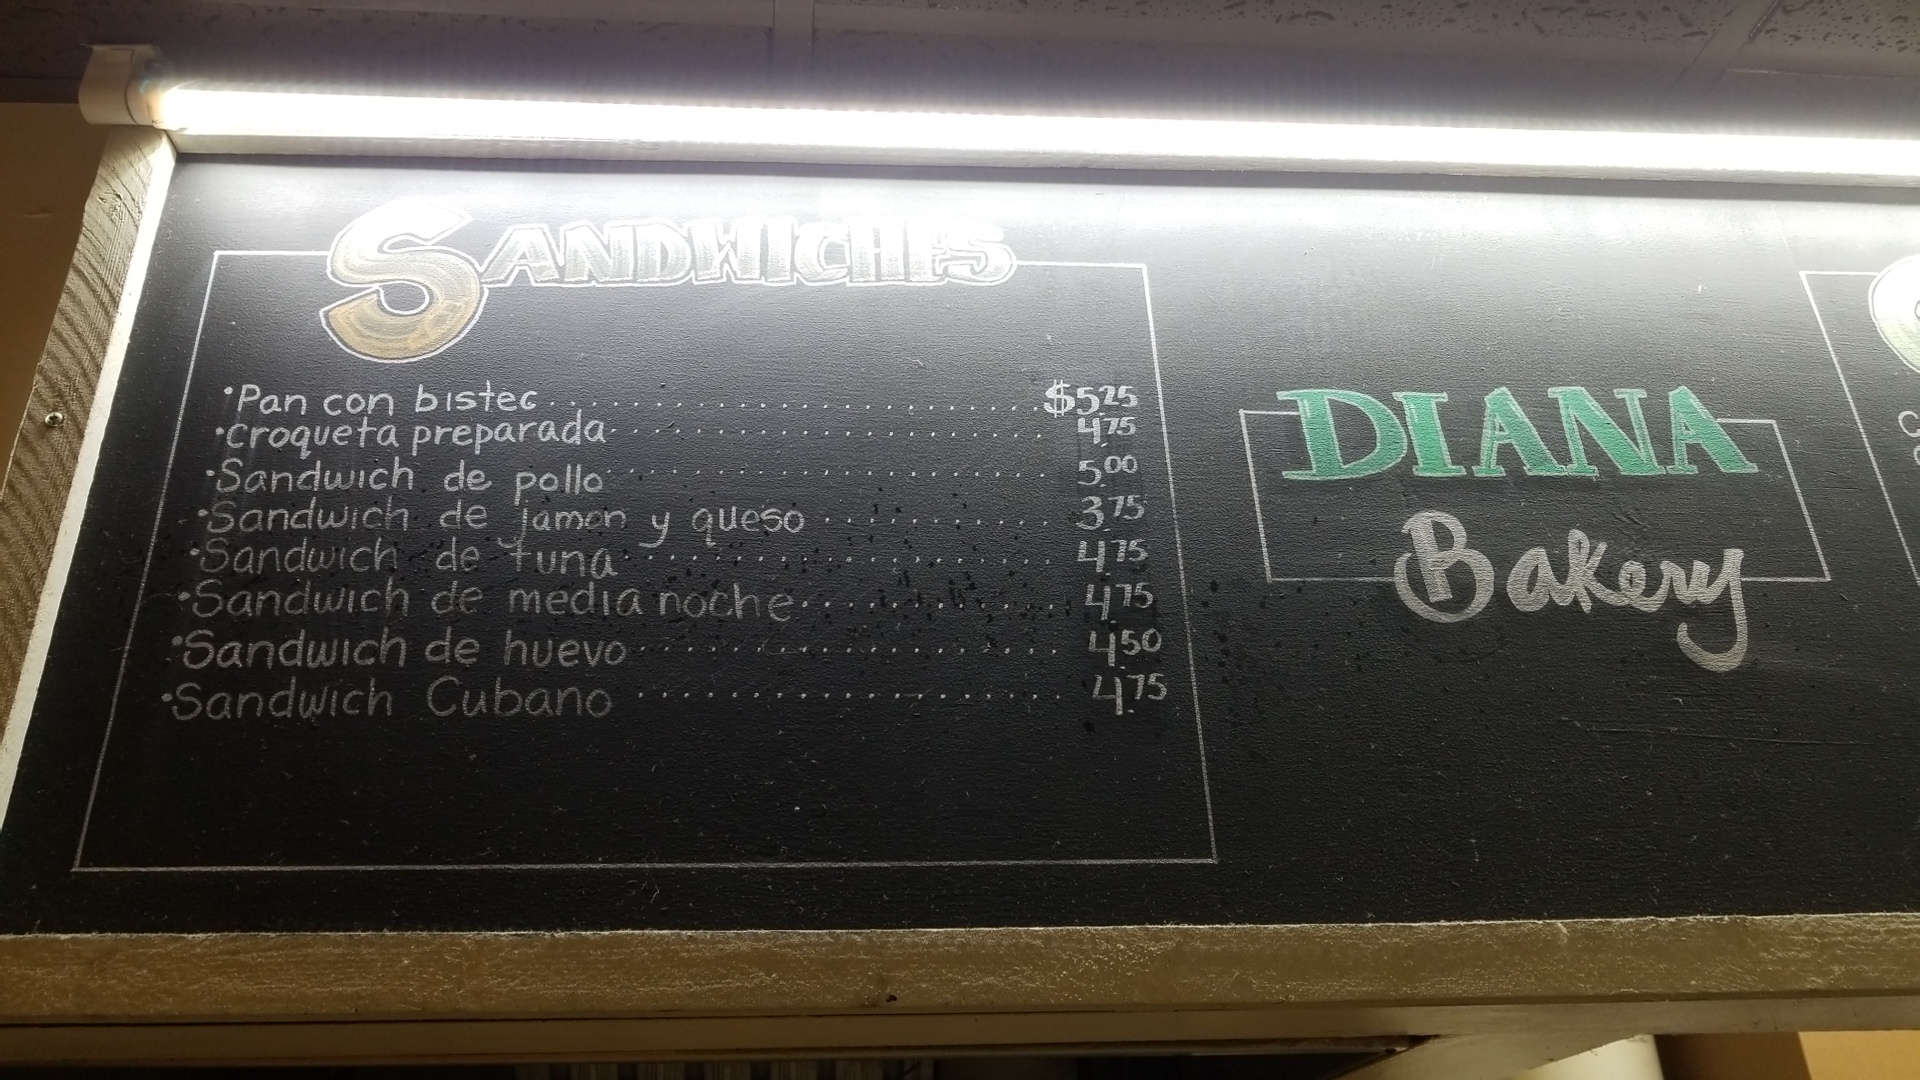 SANDWICHES
•Pan con bistec....................$5.25
•Croqueta preparada....................4.75
•Sandwich de pollo....................5.00
•Sandwich de jamon y queso..........3.75
•Sandwich de tuna....................4.75
•Sandwich de media noche............4.75
•Sandwich de huevo....................4.50
•Sandwich Cubano....................4.75
DIANA
Bakery